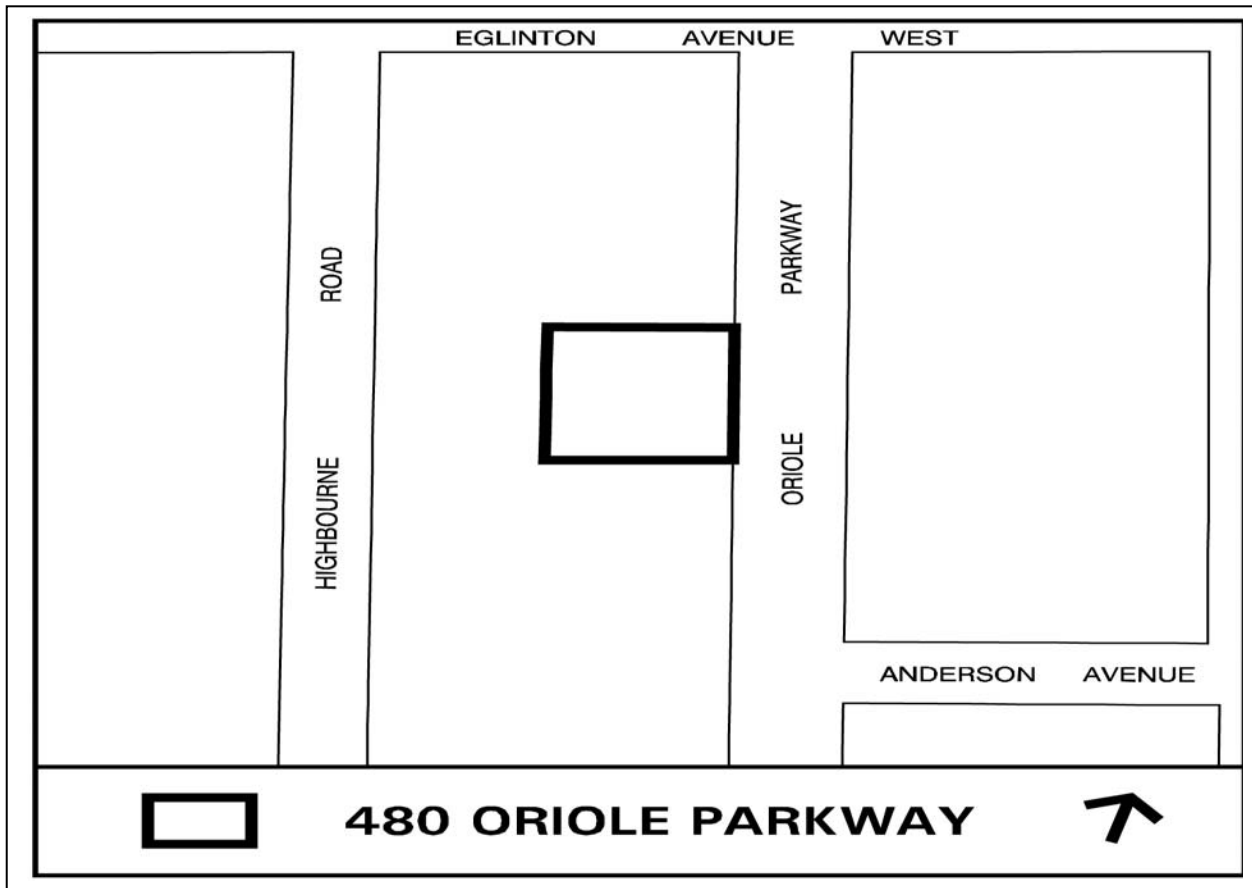 EGLINTON AVENUE WEST
HIGHBOURNE ROAD
ORIOLE PARKWAY
ANDERSON AVENUE
480 ORIOLE PARKWAY